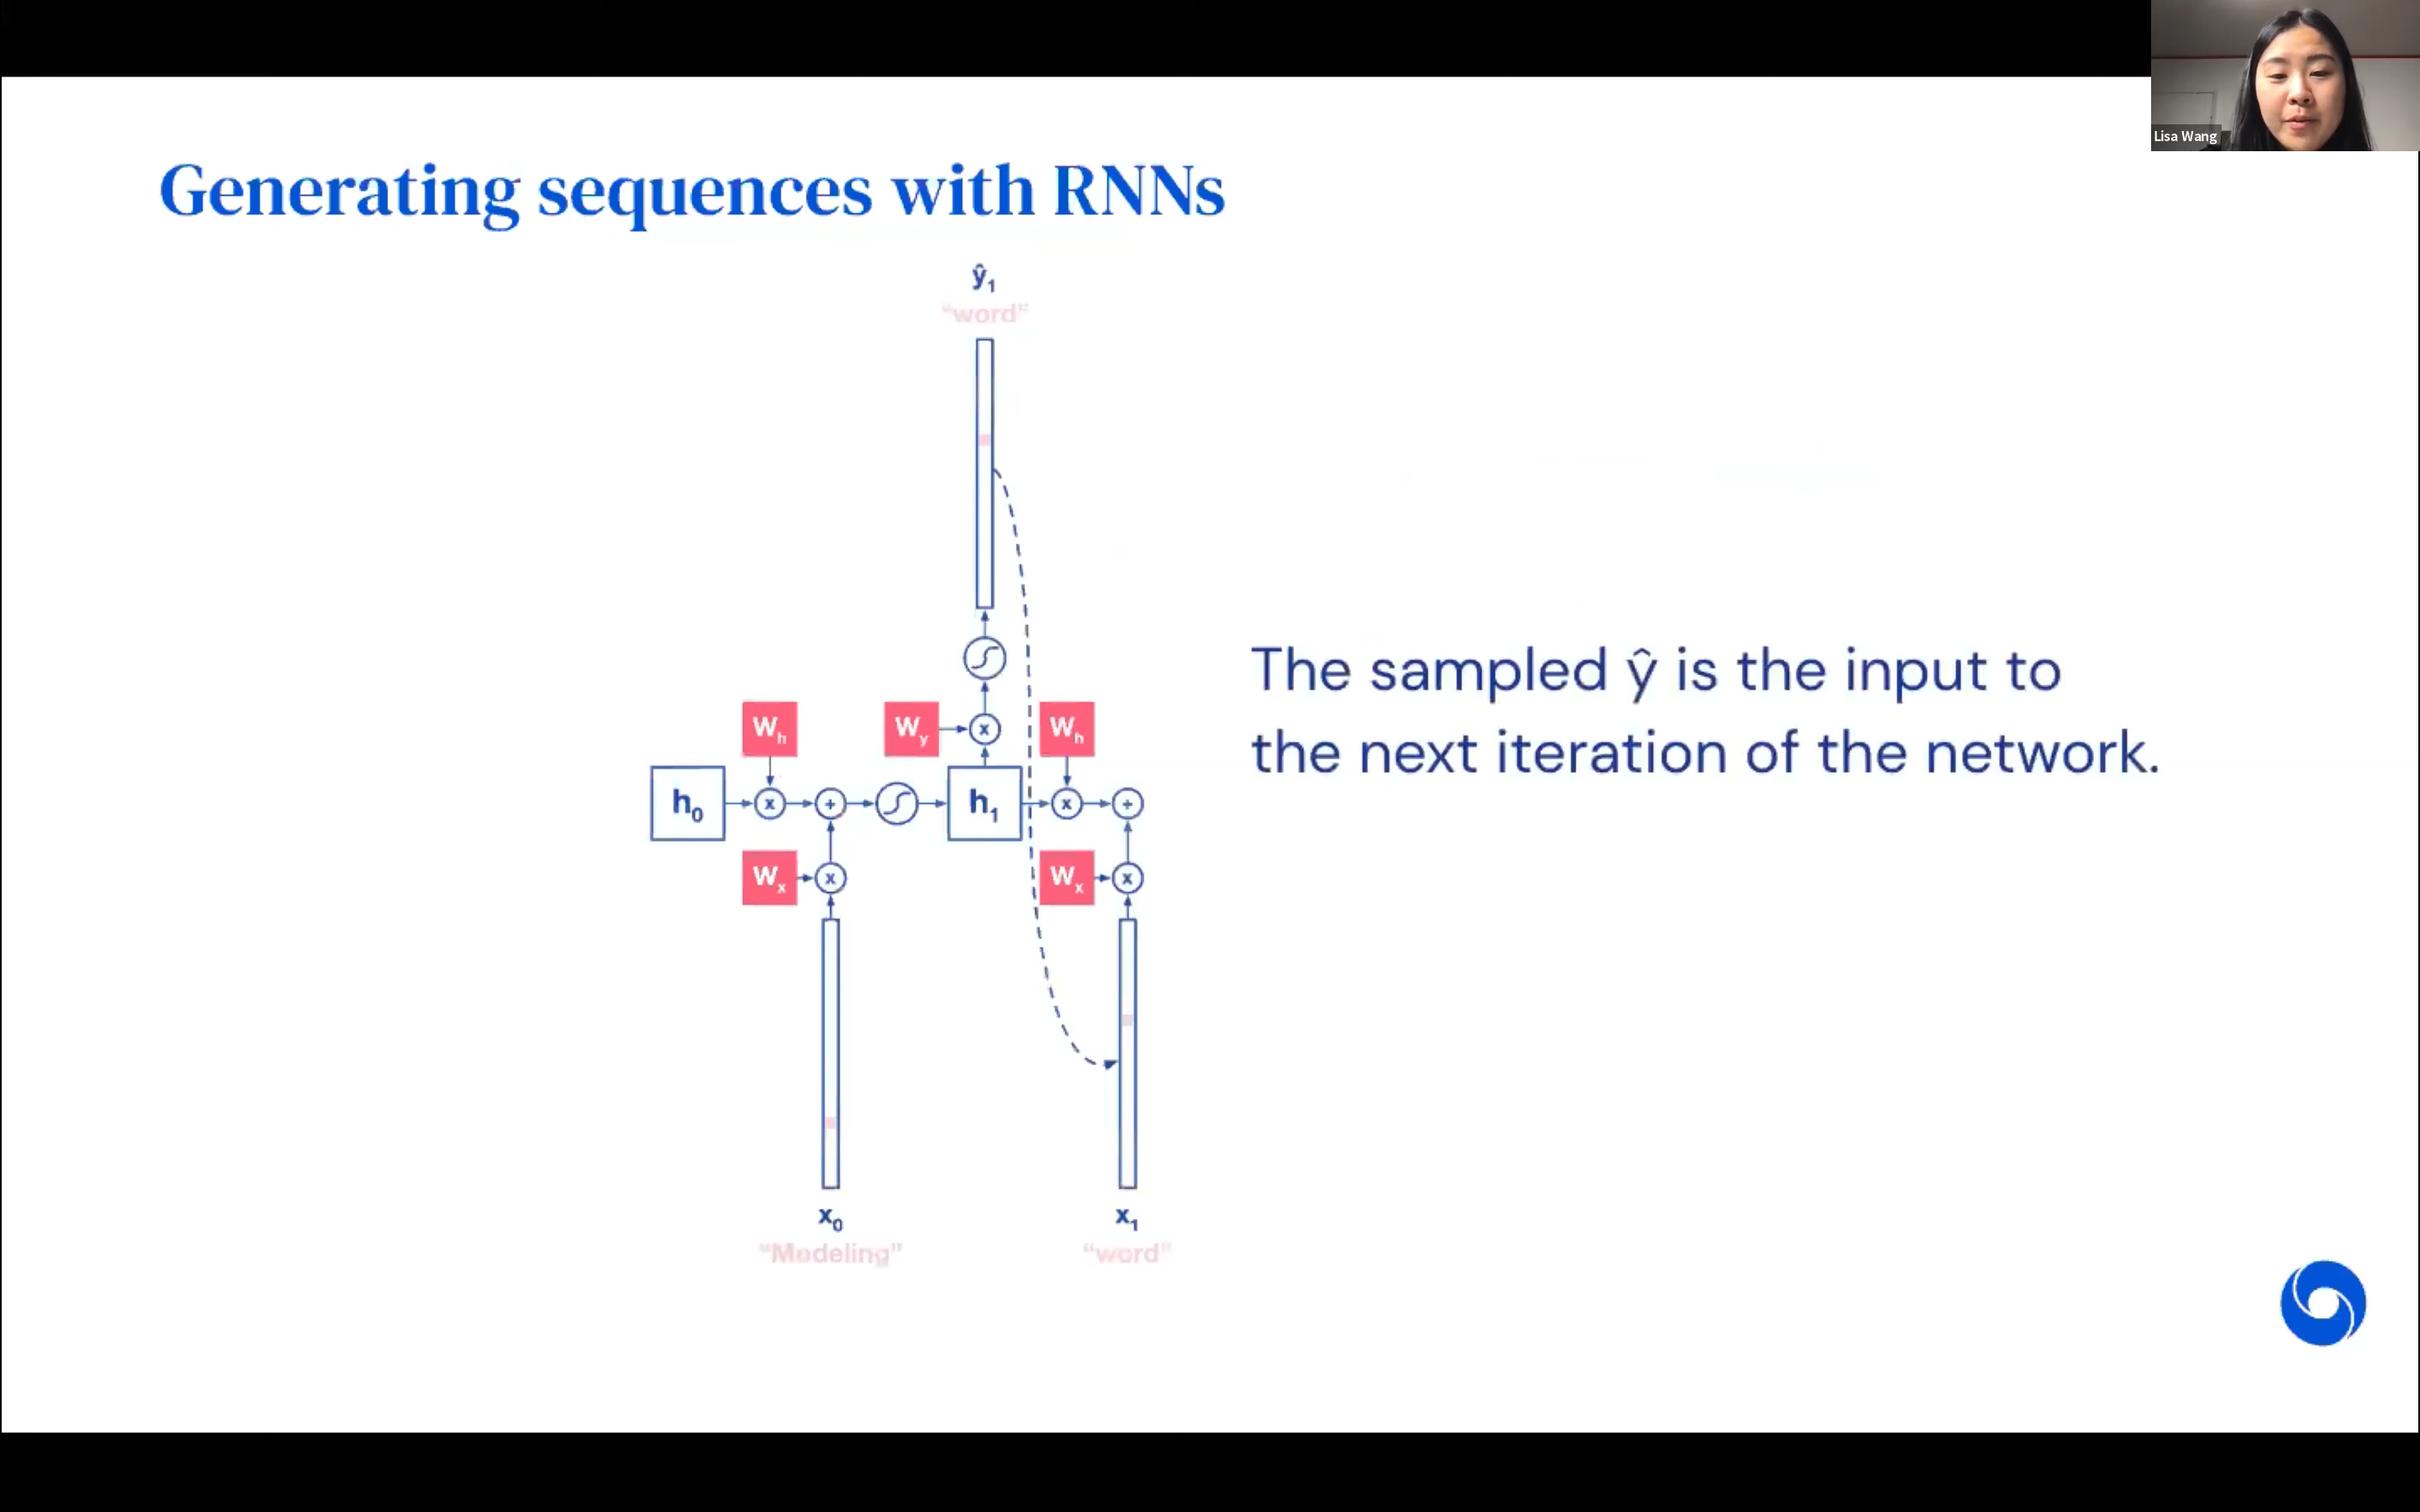 Lisa Wang
Generating sequences with RNNs
ŷ₁
“word”
Wₕ
Wᵧ
x
Wₕ
The sampled ŷ is the input to
the next iteration of the network.
h₀
x
+
h₁
x
+
Wₓ
x
Wₓ
x
x₀
x₁
“Modeling”
“word”